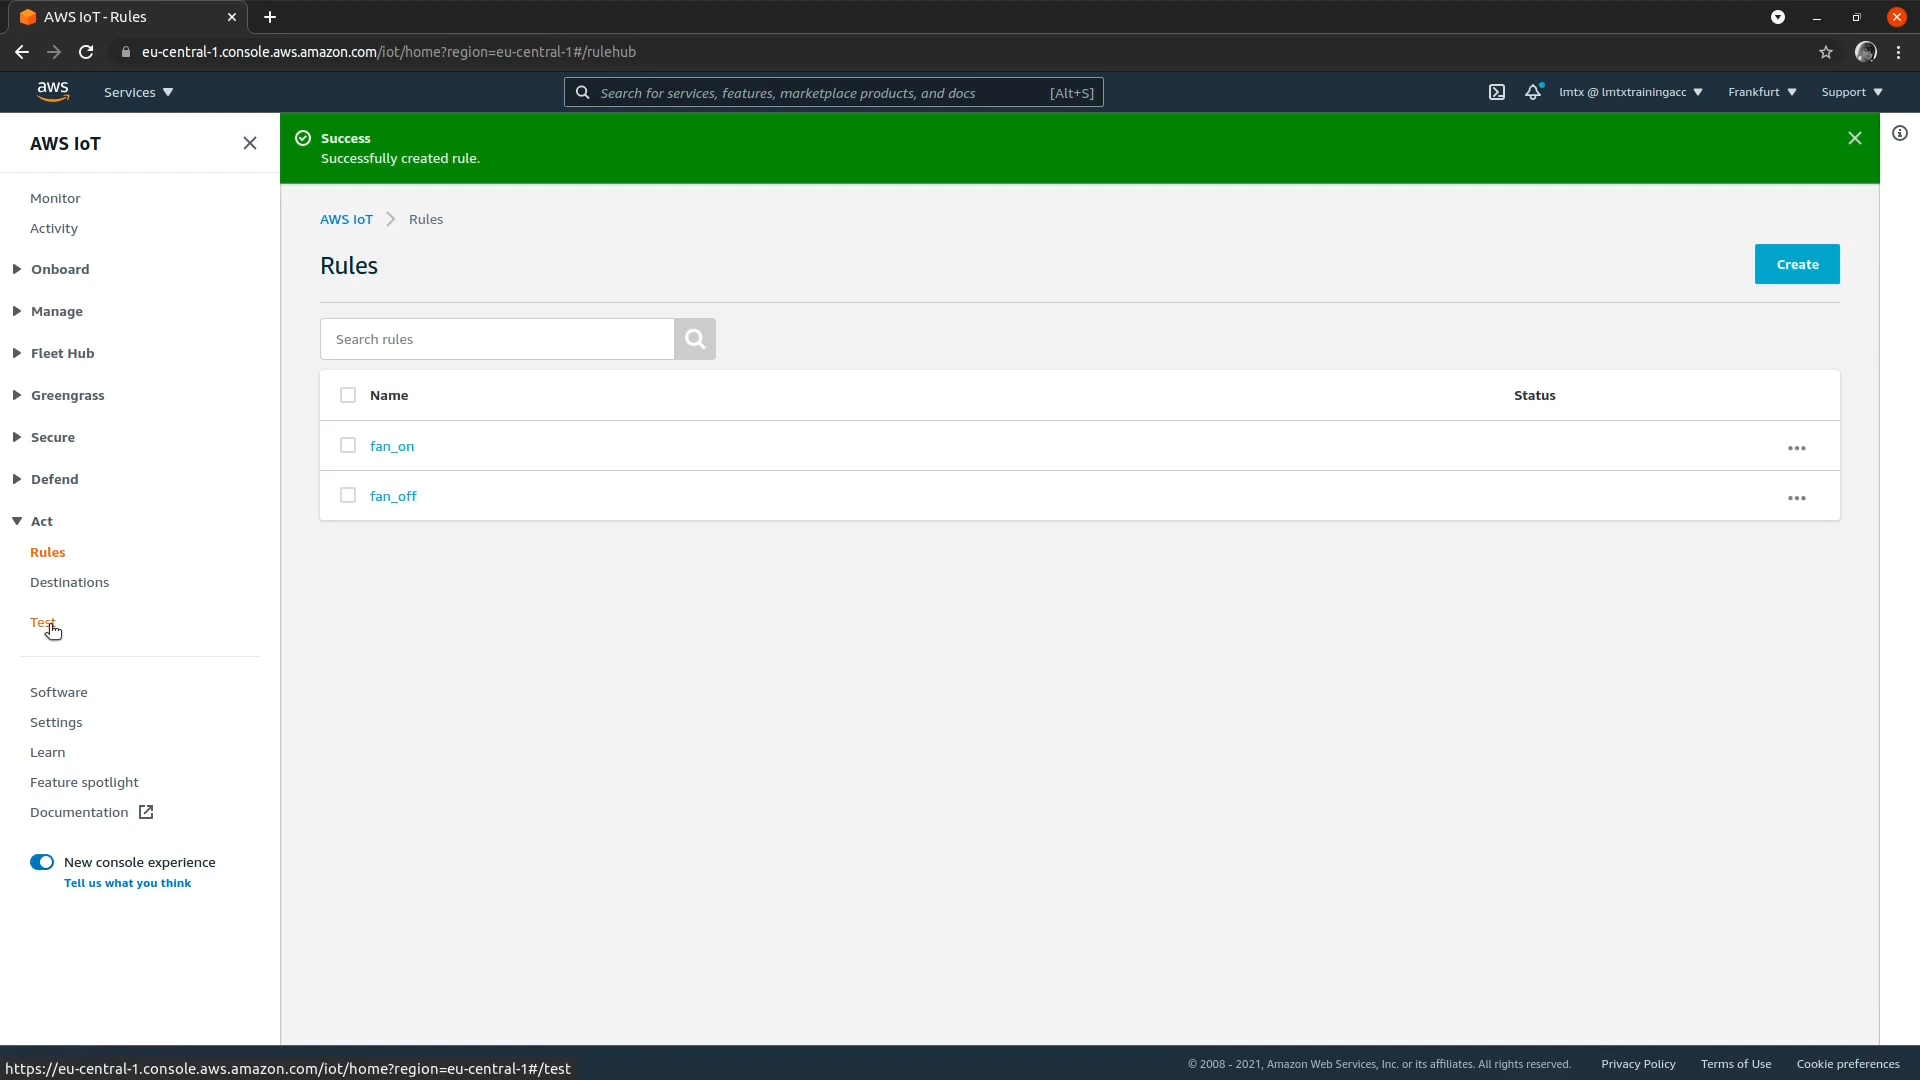 AWS IoT - Rules
eu-central-1.console.aws.amazon.com/iot/home?region=eu-central-1#/rulehub
aws
Services
Search for services, features, marketplace products, and docs
[Alt+S]
lmtx @ lmtxtrainingacc
Frankfurt
Support
AWS IoT
Monitor
Activity
Onboard
Manage
Fleet Hub
Greengrass
Secure
Defend
Act
Rules
Destinations
Test
Software
Settings
Learn
Feature spotlight
Documentation
New console experience
Tell us what you think
Success
Successfully created rule.
AWS IoT
Rules
Rules
Create
Search rules
Name
Status
fan_on
fan_off
https://eu-central-1.console.aws.amazon.com/iot/home?region=eu-central-1#/test
© 2008 - 2021, Amazon Web Services, Inc. or its affiliates. All rights reserved.
Privacy Policy
Terms of Use
Cookie preferences